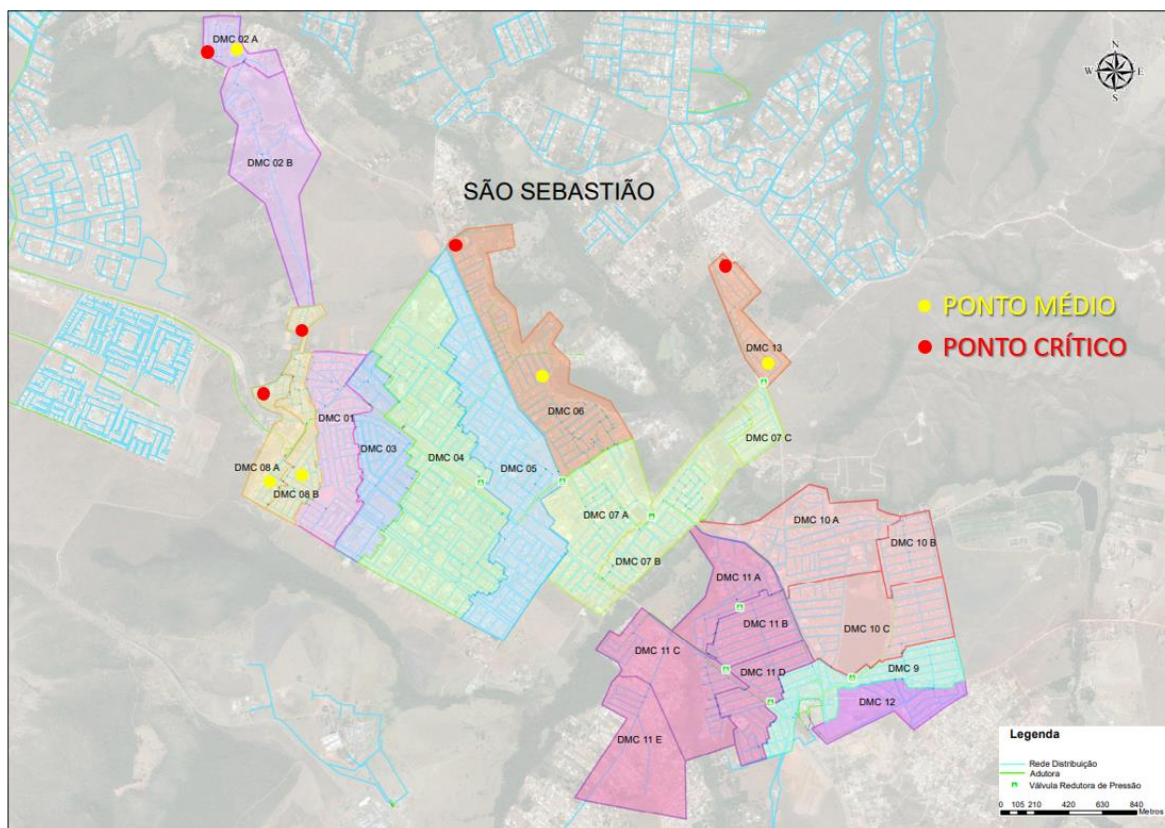 DMC 02 A
N
W
E
S
DMC 02 B
SÃO SEBASTIÃO
PONTO MÉDIO
PONTO CRÍTICO
DMC 13
DMC 06
DMC 01
DMC 07 C
DMC 03
DMC 04
DMC 05
DMC 08 A
DMC 08 B
DMC 07 A
DMC 10 A
DMC 10 B
DMC 07 B
DMC 11 A
DMC 11 B
DMC 10 C
DMC 11 C
DMC 11 D
DMC 9
DMC 12
DMC 11 E
Legenda
Rede Distribuição
Adutora
Válvula Redutora de Pressão
0 105 210 420 630 840
Metros